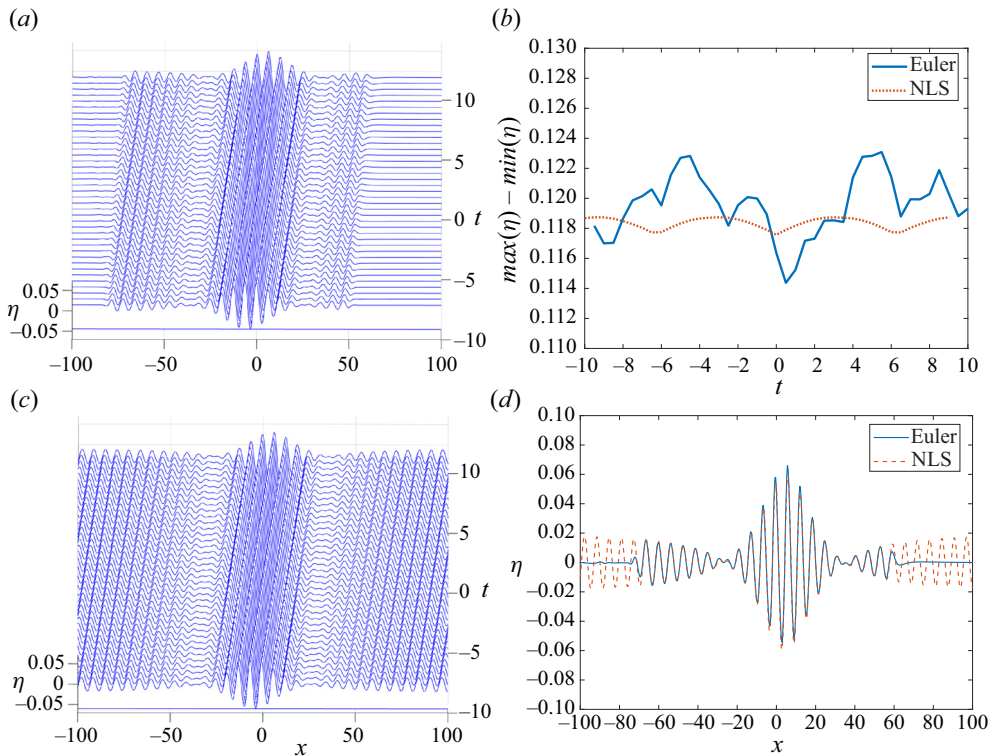 (a)
10
5
0 t
–5
–10
0.05
η 0
–0.05
–100 –50 0 50 100
(b)
0.130
0.128
0.126
0.124
0.122
0.120
0.118
0.116
0.114
0.112
0.110
max(η) – min(η)
Euler
NLS
–10 –8 –6 –4 –2 0 2 4 6 8 10
t
(c)
10
5
0 t
–5
–10
0.05
η 0
–0.05
–100 –50 0 50 100
x
(d)
0.10
0.08
0.06
0.04
0.02
η 0
–0.02
–0.04
–0.06
–0.08
–0.10
Euler
NLS
–100 –80 –60 –40 –20 0 20 40 60 80 100
x